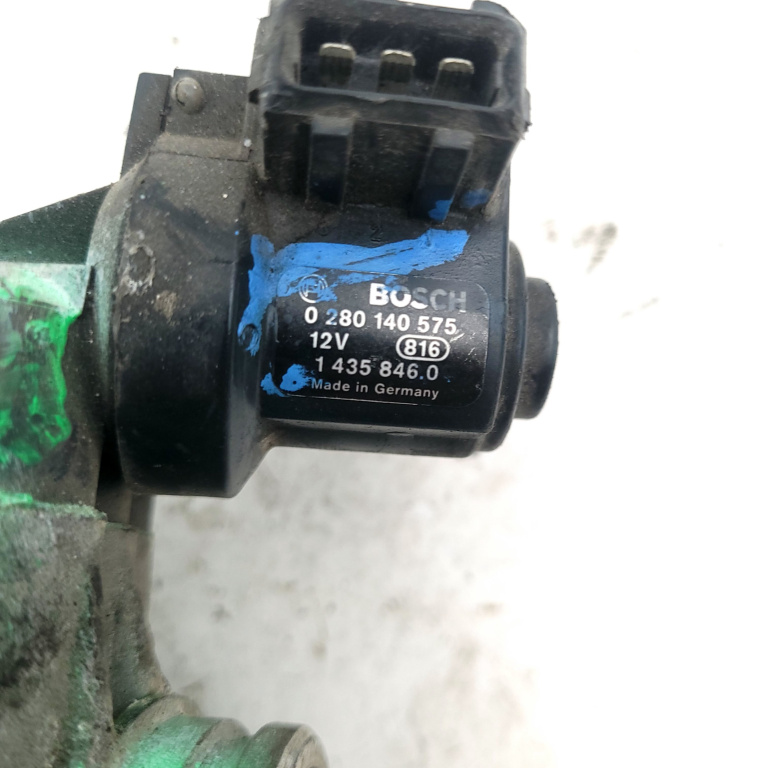 BOSCH
0 280 140 575
12V 816
1 435 846.0
Made in Germany